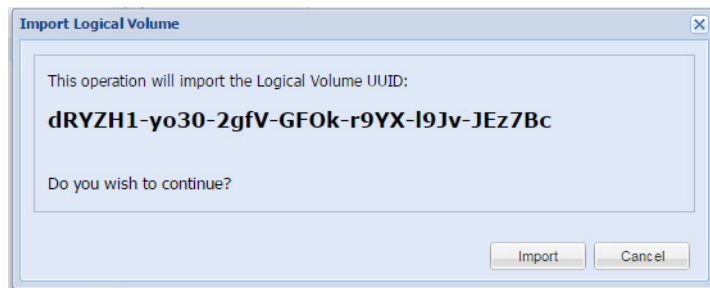 Import Logical Volume
This operation will import the Logical Volume UUID:
dRYZH1-yo30-2gfV-GFOk-r9YX-l9Jv-JEz7Bc
Do you wish to continue?
Import Cancel